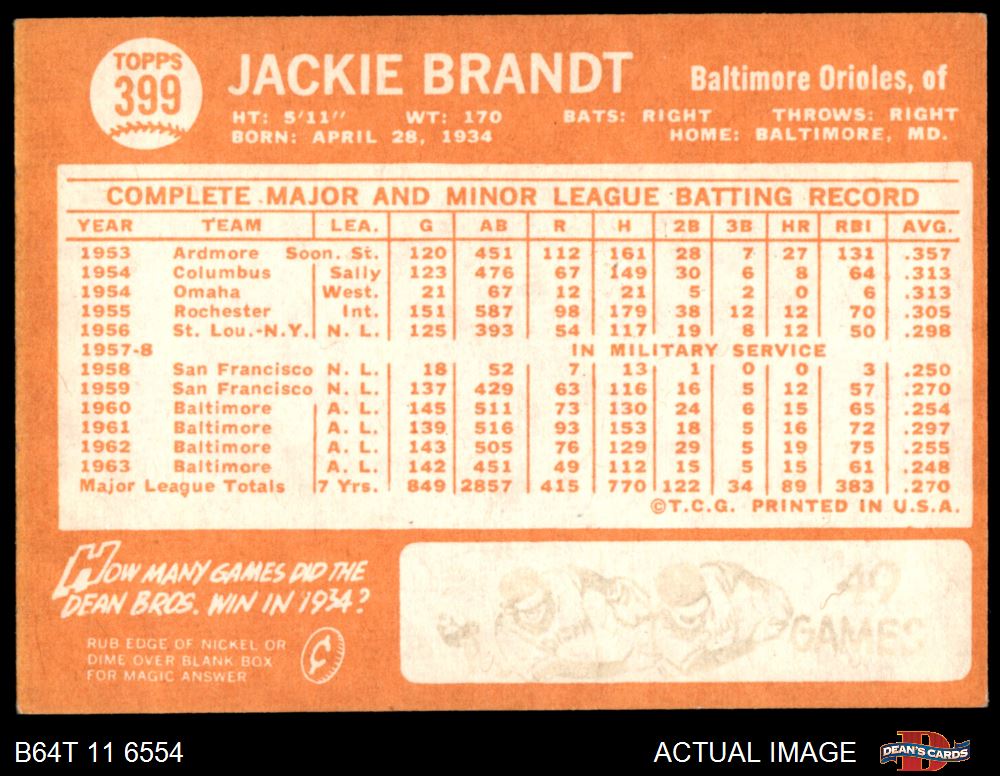 TOPPS
399
JACKIE BRANDT
Baltimore Orioles, of
HT: 5'11" WT: 170 BATS: RIGHT THROWS: RIGHT
BORN: APRIL 28, 1934 HOME: BALTIMORE, MD.
COMPLETE MAJOR AND MINOR LEAGUE BATTING RECORD
YEAR TEAM LEA. G AB R H 2B 3B HR RBI AVG.
1953 Ardmore Soon. St. 120 451 112 161 28 7 27 131 .357
1954 Columbus Sally 123 476 67 149 30 6 8 64 .313
1954 Omaha West. 21 67 12 21 5 2 0 6 .313
1955 Rochester Int. 151 587 98 179 38 12 12 70 .305
1956 St. Lou.-N.Y. N. L. 125 393 54 117 19 8 12 50 .298
1957-8 IN MILITARY SERVICE
1958 San Francisco N. L. 18 52 7 13 1 0 0 3 .250
1959 San Francisco N. L. 137 429 63 116 16 5 12 57 .270
1960 Baltimore A. L. 145 511 73 130 24 6 15 65 .254
1961 Baltimore A. L. 139 516 93 153 18 5 16 72 .297
1962 Baltimore A. L. 143 505 76 129 29 5 19 75 .255
1963 Baltimore A. L. 142 451 49 112 15 5 15 61 .248
Major League Totals 7 Yrs. 849 2857 415 770 122 34 89 383 .270
©T.C.G. PRINTED IN U.S.A.
HOW MANY GAMES DID THE
DEAN BROS. WIN IN 1934?
RUB EDGE OF NICKEL OR
DIME OVER BLANK BOX
FOR MAGIC ANSWER
¢
49
GAMES
B64T 11 6554
ACTUAL IMAGE
D
DEAN'S CARDS